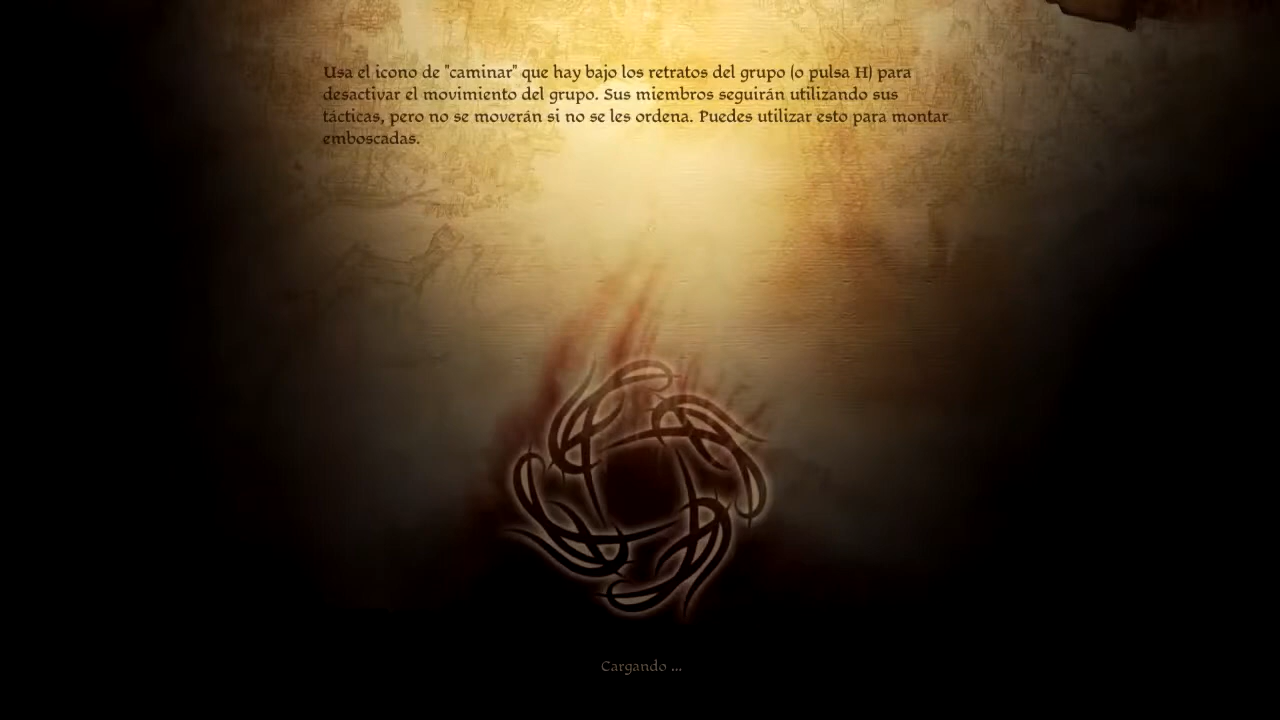 Usa el icono de "caminar" que hay bajo los retratos del grupo (o pulsa H) para
desactivar el movimiento del grupo. Sus miembros seguirán utilizando sus
tácticas, pero no se moverán si no se les ordena. Puedes utilizar esto para montar
emboscadas.
Cargando ...